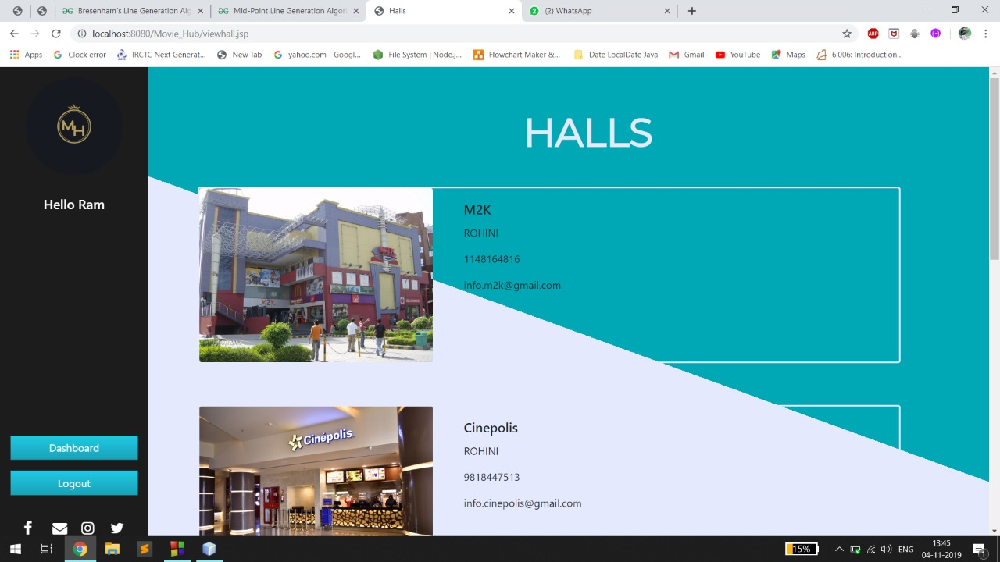 Bresenham's Line Generation Alg
Mid-Point Line Generation Algori
Halls
(2) WhatsApp
localhost:8080/Movie_Hub/viewhall.jsp
ABP
Apps
Clock error
IRCTC Next Generat...
New Tab
yahoo.com - Googl...
File System | Node.j...
Flowchart Maker &...
Date LocalDate Java
Gmail
YouTube
Maps
6.006: Introduction...
MH
Hello Ram
HALLS
M2K
M2K
ROHINI
1148164816
info.m2k@gmail.com
Cinépolis
Cinepolis
ROHINI
9818447513
info.cinepolis@gmail.com
Dashboard
Logout
15%
ENG
13:45
04-11-2019